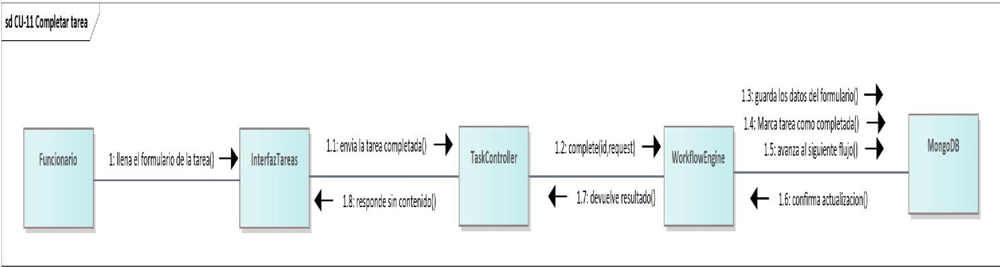 sd CU-11 Completar tarea
1.3: guarda los datos del formulario()
1.4: Marca tarea como completada()
1.5: avanza al siguiente flujo()
1.1: envia la tarea completada()
1.2: complete(id,request)
1: llena el formulario de la tarea()
Funcionario
InterfazTareas
TaskController
WorkflowEngine
MongoDB
1.8: responde sin contenido()
1.7: devuelve resultado()
1.6: confirma actualizacion()